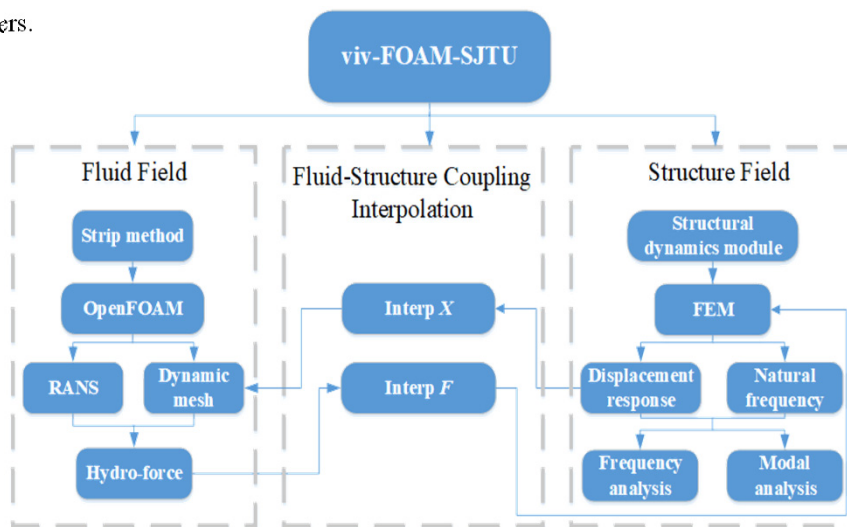 viv-FOAM-SJTU
Fluid Field
Strip method
OpenFOAM
RANS
Dynamic
mesh
Hydro-force
Fluid-Structure Coupling
Interpolation
Interp X
Interp F
Structure Field
Structural
dynamics module
FEM
Displacement
response
Natural
frequency
Frequency
analysis
Modal
analysis